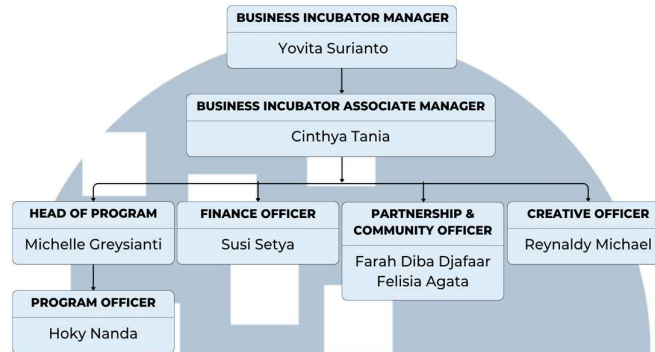 BUSINESS INCUBATOR MANAGER
Yovita Surianto
BUSINESS INCUBATOR ASSOCIATE MANAGER
Cinthya Tania
HEAD OF PROGRAM
Michelle Greysianti
FINANCE OFFICER
Susi Setya
PARTNERSHIP &
COMMUNITY OFFICER
Farah Diba Djafaar
Felisia Agata
CREATIVE OFFICER
Reynaldy Michael
PROGRAM OFFICER
Hoky Nanda